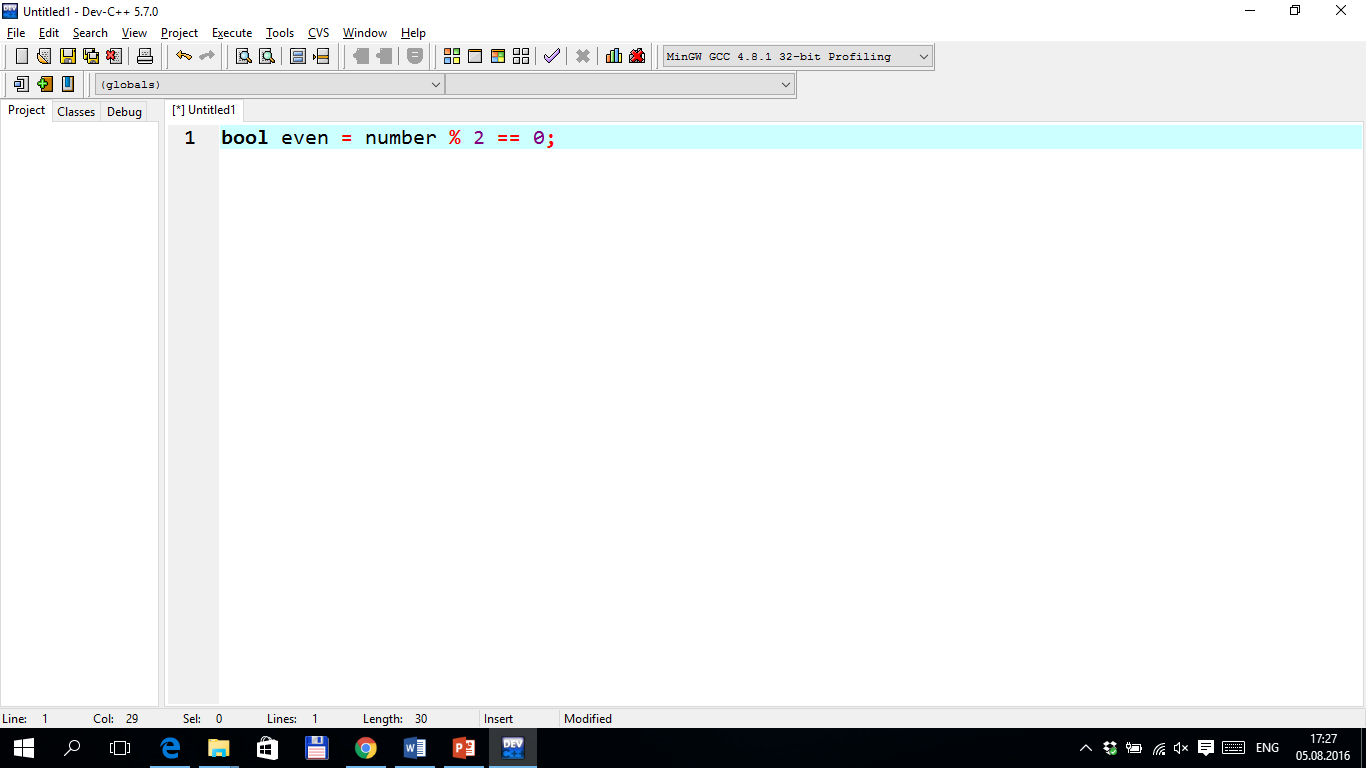 DEV Untitled1 - Dev-C++ 5.7.0
File Edit Search View Project Execute Tools CVS Window Help
MinGW GCC 4.8.1 32-bit Profiling
(globals)
Project Classes Debug [*] Untitled1
1 bool even = number % 2 == 0;
Line: 1 Col: 29 Sel: 0 Lines: 1 Length: 30 Insert Modified
DEV ENG 17:27
05.08.2016